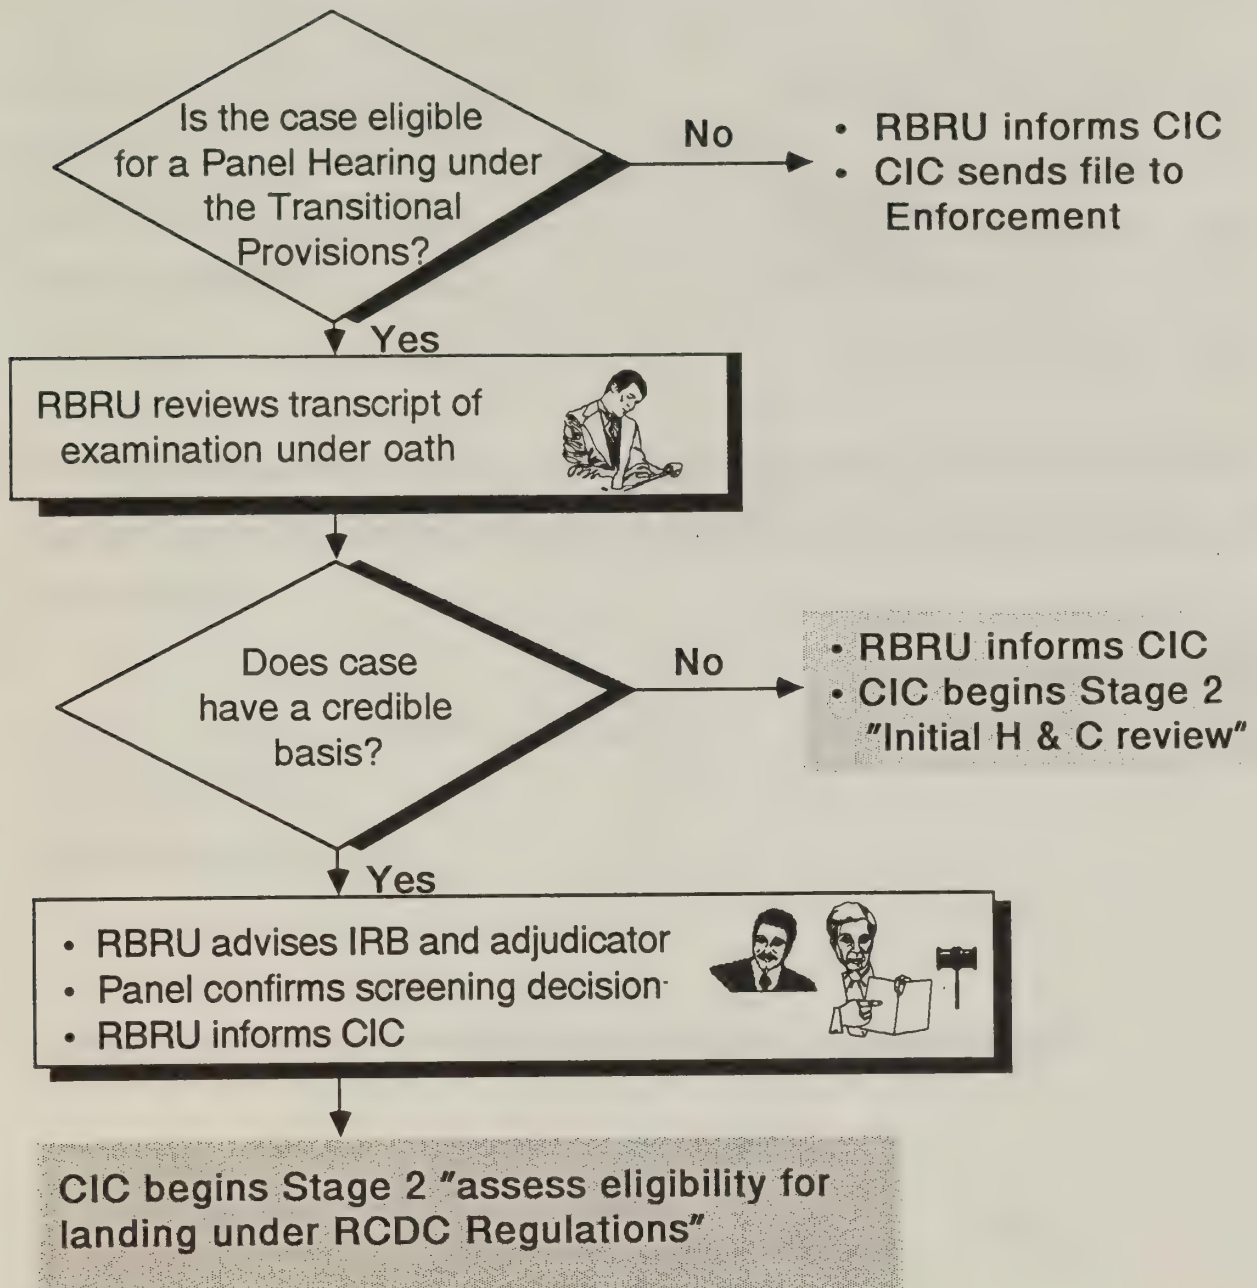 Is the case eligible
for a Panel Hearing under
the Transitional
Provisions?
No
• RBRU informs CIC
• CIC sends file to
Enforcement
Yes
RBRU reviews transcript of
examination under oath
Does case
have a credible
basis?
No
• RBRU informs CIC
• CIC begins Stage 2
"Initial H & C review"
Yes
• RBRU advises IRB and adjudicator
• Panel confirms screening decision
• RBRU informs CIC
CIC begins Stage 2 "assess eligibility for
landing under RCDC Regulations"